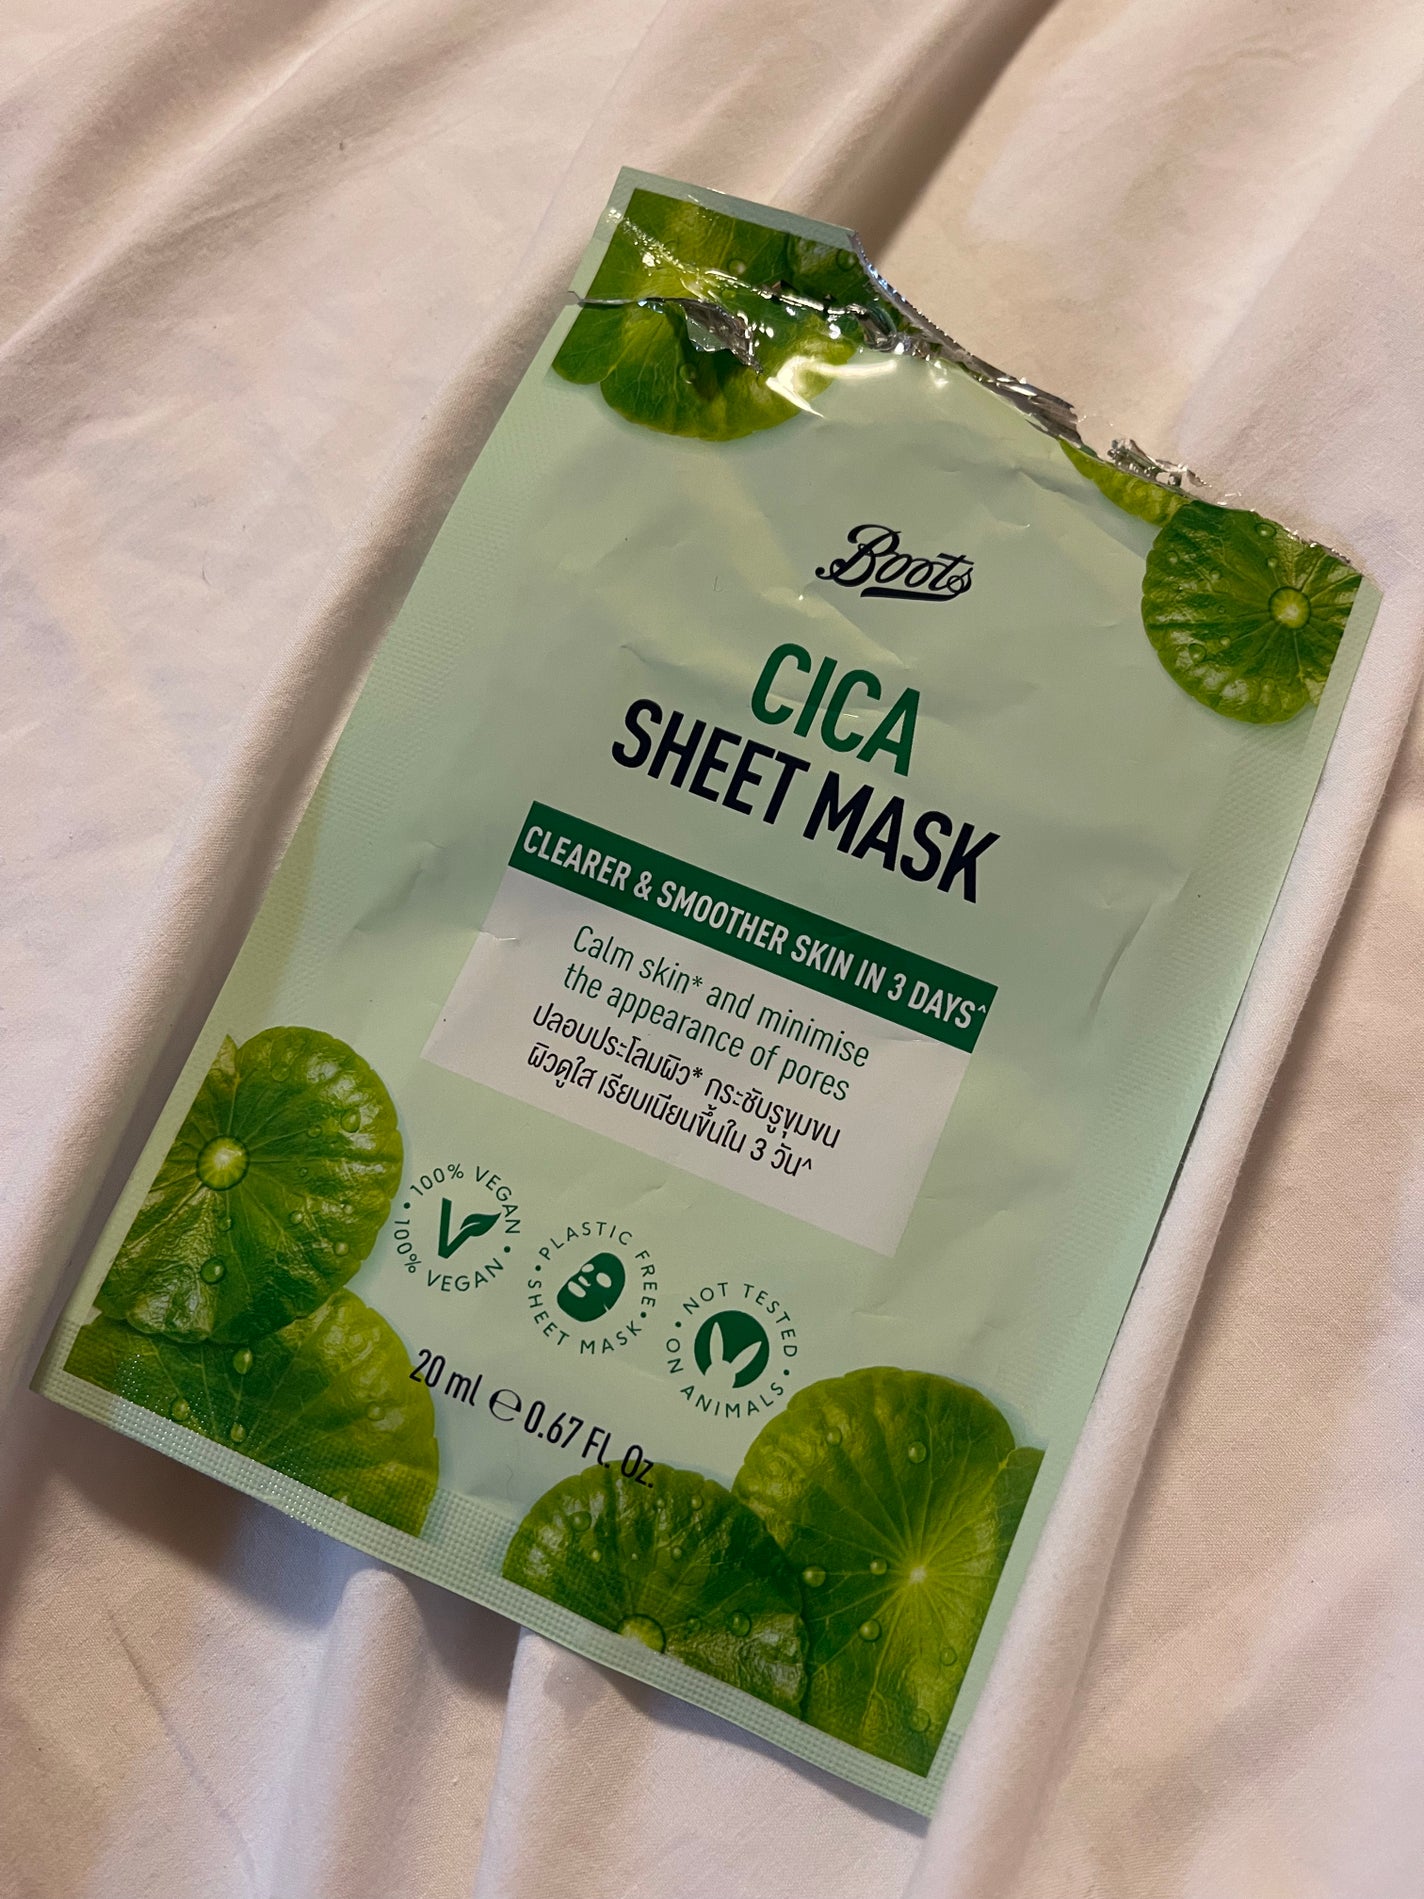 Boots
CICA
SHEET MASK
CLEARER & SMOOTHER SKIN IN 3 DAYS^
Calm skin* and minimise
the appearance of pores
ปลอบประโลมผิว* กระชับรูขุมขน
ผิวดูใส เรียบเนียนขึ้นใน 3 วัน^
100% VEGAN • 100% VEGAN •
PLASTIC FREE • SHEET MASK •
NOT TESTED • ON ANIMALS •
20 ml ℮ 0.67 Fl. Oz.